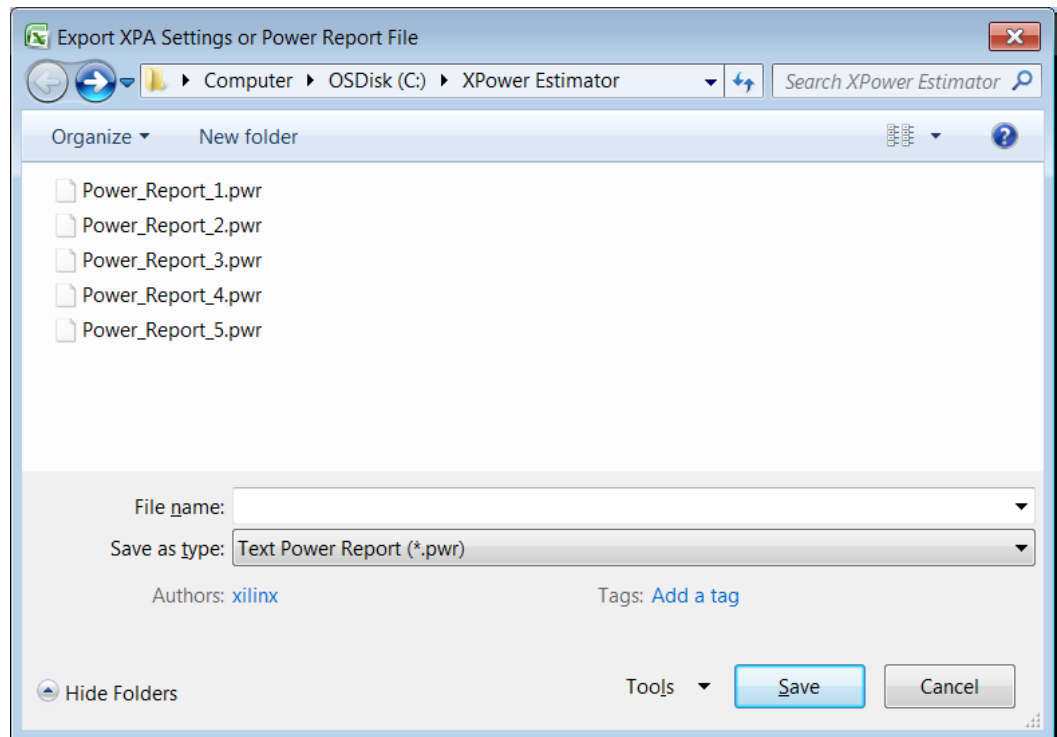 Export XPA Settings or Power Report File
Computer OSDisk (C:) XPower Estimator Search XPower Estimator
Organize New folder
Power_Report_1.pwr
Power_Report_2.pwr
Power_Report_3.pwr
Power_Report_4.pwr
Power_Report_5.pwr
File name:
Save as type: Text Power Report (*.pwr)
Authors: xilinx Tags: Add a tag
Hide Folders Tools Save Cancel